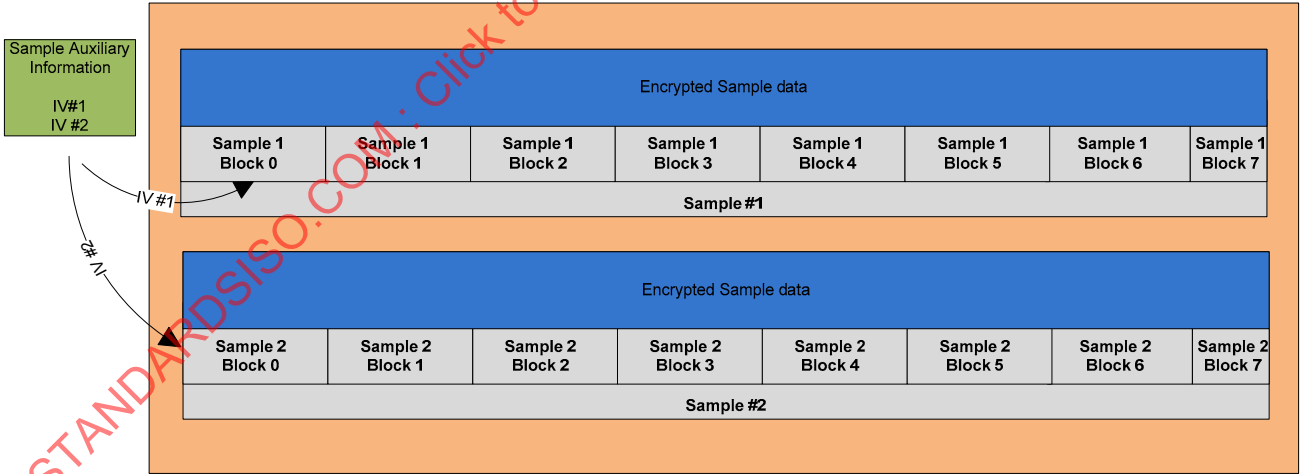 Sample Auxiliary
Information
IV#1
IV #2
Encrypted Sample data
Sample 1
Block 0
Sample 1
Block 1
Sample 1
Block 2
Sample 1
Block 3
Sample 1
Block 4
Sample 1
Block 5
Sample 1
Block 6
Sample 1
Block 7
IV #1
Sample #1
IV #2
Encrypted Sample data
Sample 2
Block 0
Sample 2
Block 1
Sample 2
Block 2
Sample 2
Block 3
Sample 2
Block 4
Sample 2
Block 5
Sample 2
Block 6
Sample 2
Block 7
Sample #2
STANDARDSISO.COM : Click to